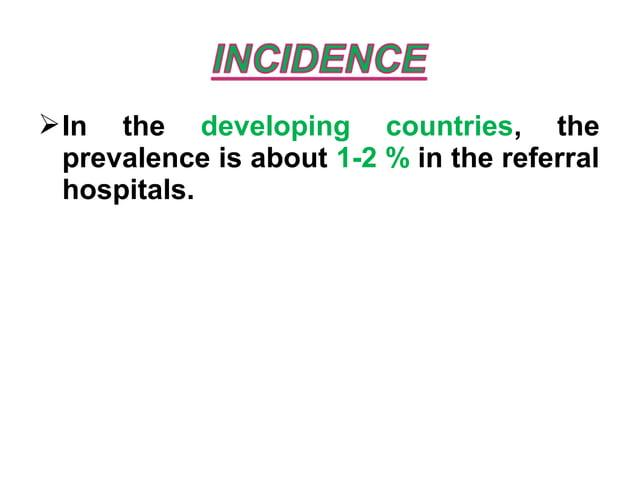 INCIDENCE
➢In the developing countries, the
prevalence is about 1-2 % in the referral
hospitals.